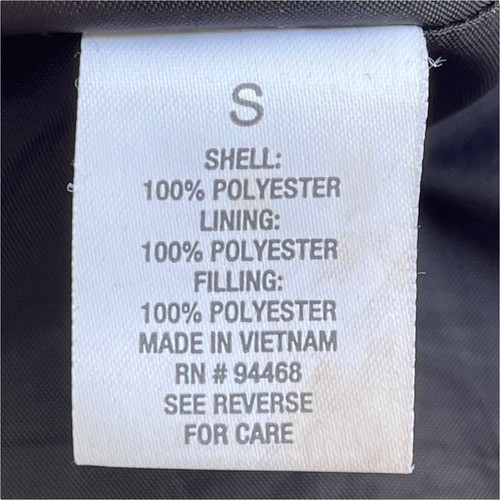 S
SHELL:
100% POLYESTER
LINING:
100% POLYESTER
FILLING:
100% POLYESTER
MADE IN VIETNAM
RN # 94468
SEE REVERSE
FOR CARE